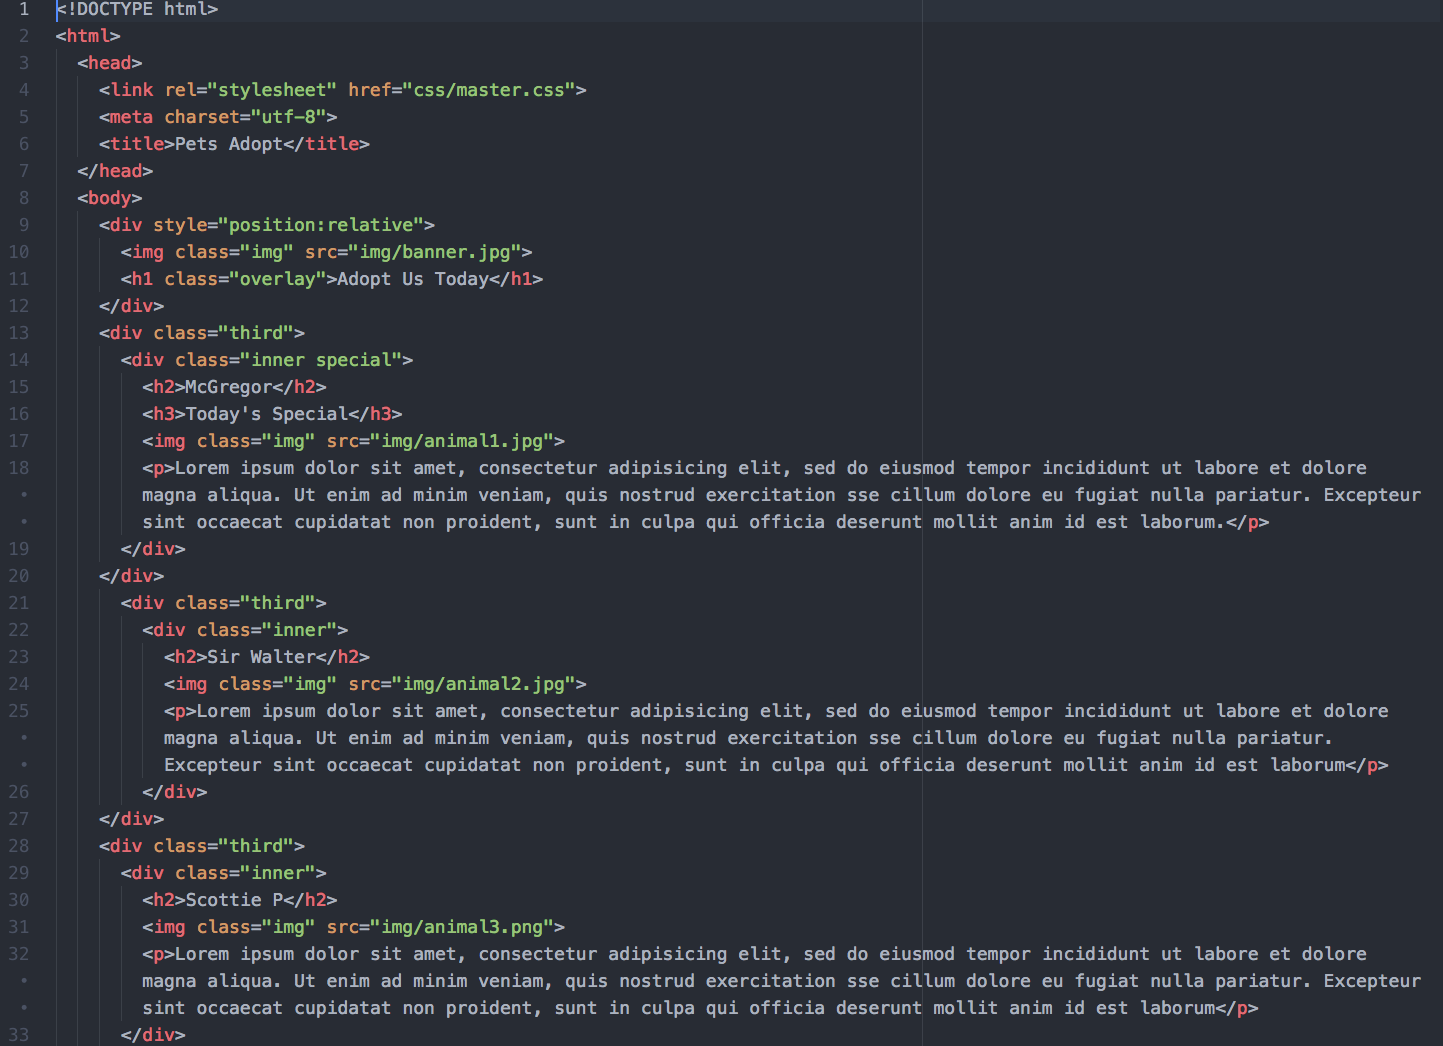 1 <!DOCTYPE html>
2 <html>
3 <head>
4 <link rel="stylesheet" href="css/master.css">
5 <meta charset="utf-8">
6 <title>Pets Adopt</title>
7 </head>
8 <body>
9 <div style="position:relative">
10 <img class="img" src="img/banner.jpg">
11 <h1 class="overlay">Adopt Us Today</h1>
12 </div>
13 <div class="third">
14 <div class="inner special">
15 <h2>McGregor</h2>
16 <h3>Today's Special</h3>
17 <img class="img" src="img/animal1.jpg">
18 <p>Lorem ipsum dolor sit amet, consectetur adipisicing elit, sed do eiusmod tempor incididunt ut labore et dolore
• magna aliqua. Ut enim ad minim veniam, quis nostrud exercitation sse cillum dolore eu fugiat nulla pariatur. Excepteur
• sint occaecat cupidatat non proident, sunt in culpa qui officia deserunt mollit anim id est laborum.</p>
19 </div>
20 </div>
21 <div class="third">
22 <div class="inner">
23 <h2>Sir Walter</h2>
24 <img class="img" src="img/animal2.jpg">
25 <p>Lorem ipsum dolor sit amet, consectetur adipisicing elit, sed do eiusmod tempor incididunt ut labore et dolore
• magna aliqua. Ut enim ad minim veniam, quis nostrud exercitation sse cillum dolore eu fugiat nulla pariatur.
• Excepteur sint occaecat cupidatat non proident, sunt in culpa qui officia deserunt mollit anim id est laborum</p>
26 </div>
27 </div>
28 <div class="third">
29 <div class="inner">
30 <h2>Scottie P</h2>
31 <img class="img" src="img/animal3.png">
32 <p>Lorem ipsum dolor sit amet, consectetur adipisicing elit, sed do eiusmod tempor incididunt ut labore et dolore
• magna aliqua. Ut enim ad minim veniam, quis nostrud exercitation sse cillum dolore eu fugiat nulla pariatur. Excepteur
• sint occaecat cupidatat non proident, sunt in culpa qui officia deserunt mollit anim id est laborum</p>
33 </div>